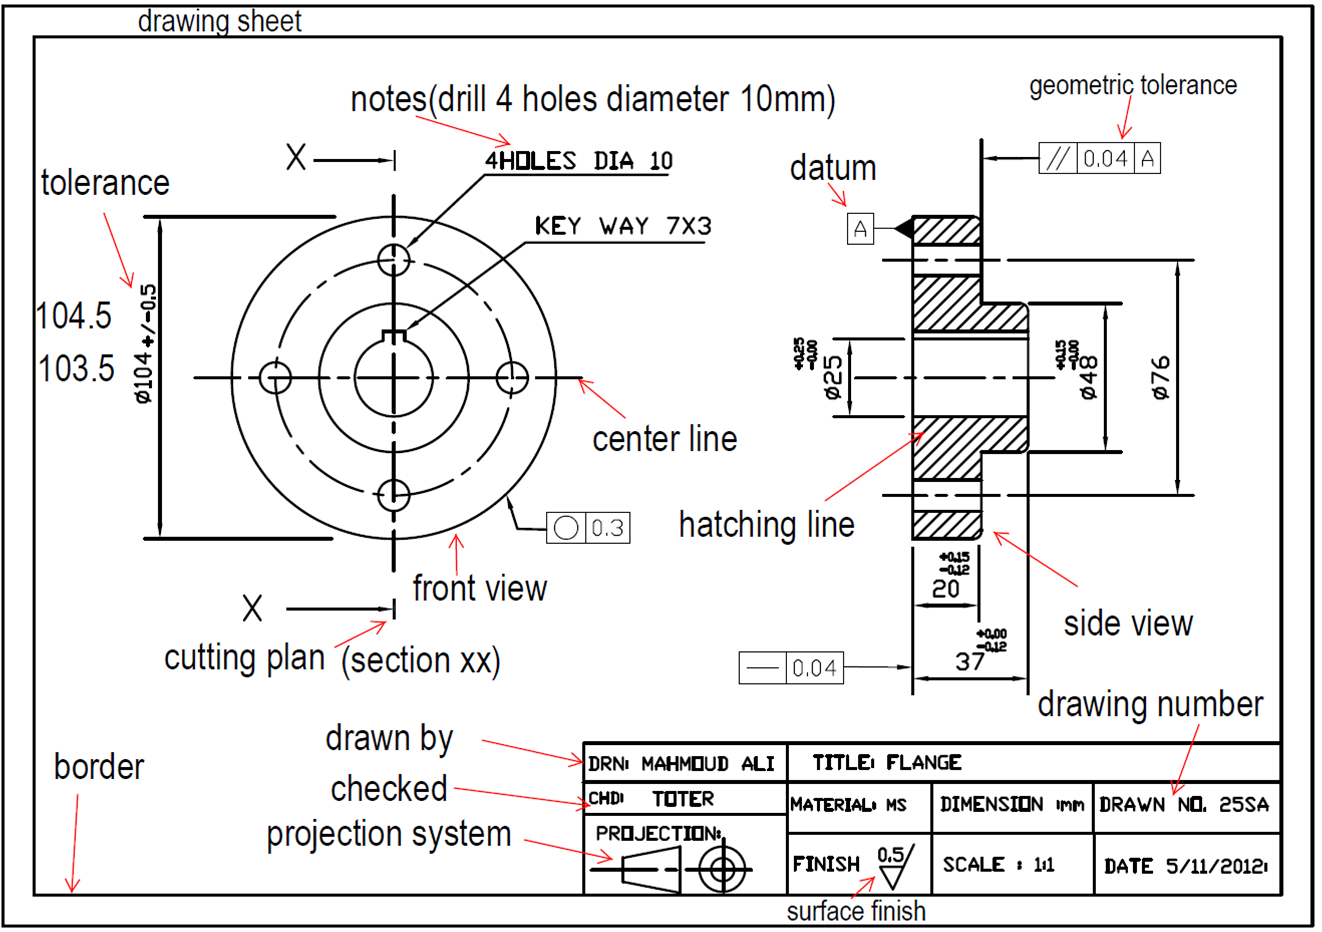 drawing sheet
notes(drill 4 holes diameter 10mm)
geometric tolerance
X
4HOLES DIA 10
// 0.04 A
datum
tolerance
KEY WAY 7X3
A
104.5
103.5
Ø104 +/-0.5
+0.25
-0.00
Ø25
+0.15
-0.00
Ø48
Ø76
center line
hatching line
0.3
front view
+0.15
-0.12
20
X
side view
cutting plan (section xx)
+0.00
-0.12
37
0.04
drawing number
drawn by
border
checked
projection system
DRN: MAHMOUD ALI
TITLE: FLANGE
CHD: TOTER
MATERIAL: MS
DIMENSION :mm
DRAWN NO. 25SA
PROJECTION:
FINISH 0.5/
SCALE : 1:1
DATE 5/11/2012:
surface finish